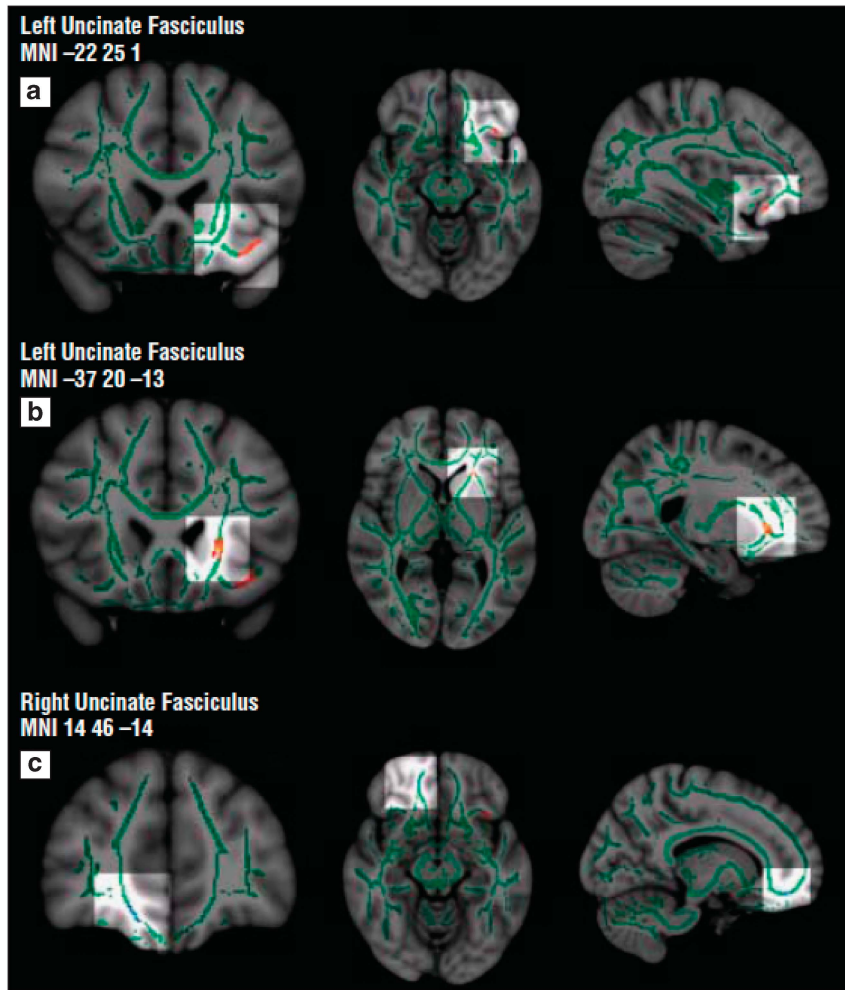 Left Uncinate Fasciculus
MNI –22 25 1
a
Left Uncinate Fasciculus
MNI –37 20 –13
b
Right Uncinate Fasciculus
MNI 14 46 –14
c